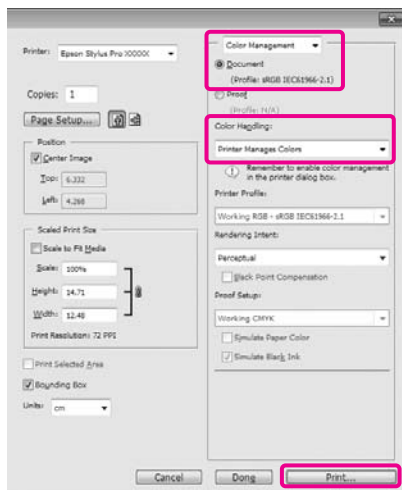 Printer: Epson Stylus Pro XXXXX
Copies: 1
Page Setup...
Position
Center Image
Top: 6.332
Left: 4.268
Scaled Print Size
Scale to Fit Media
Scale: 100%
Height: 14.71
Width: 12.48
Print Resolution: 72 PPI
Print Selected Area
Bounding Box
Units: cm
Color Management
Document
(Profile: sRGB IEC61966-2.1)
Proof
(Profile: N/A)
Color Handling:
Printer Manages Colors
Remember to enable color management
in the printer dialog box.
Printer Profile:
Working RGB - sRGB IEC61966-2.1
Rendering Intent:
Perceptual
Black Point Compensation
Proof Setup:
Working CMYK
Simulate Paper Color
Simulate Black Ink
Cancel
Done
Print...